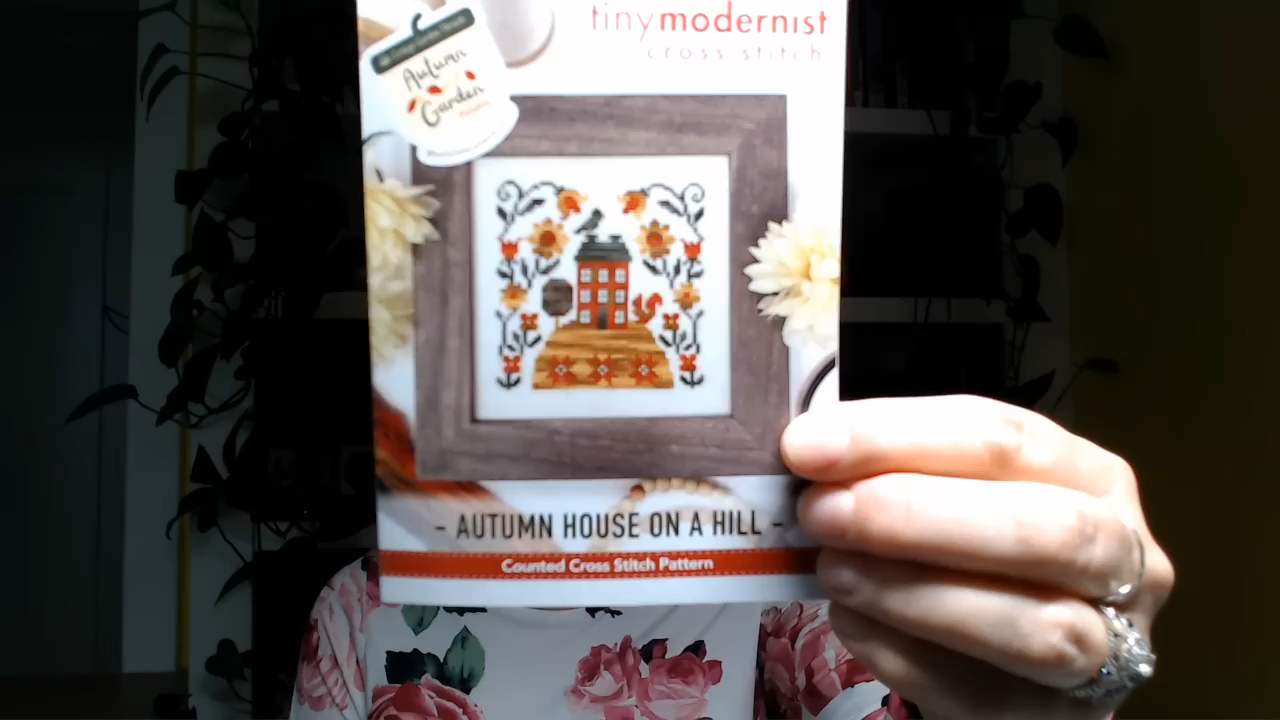 tinymodernist
cross stitch
Autumn
Garden
- AUTUMN HOUSE ON A HILL -
Counted Cross Stitch Pattern